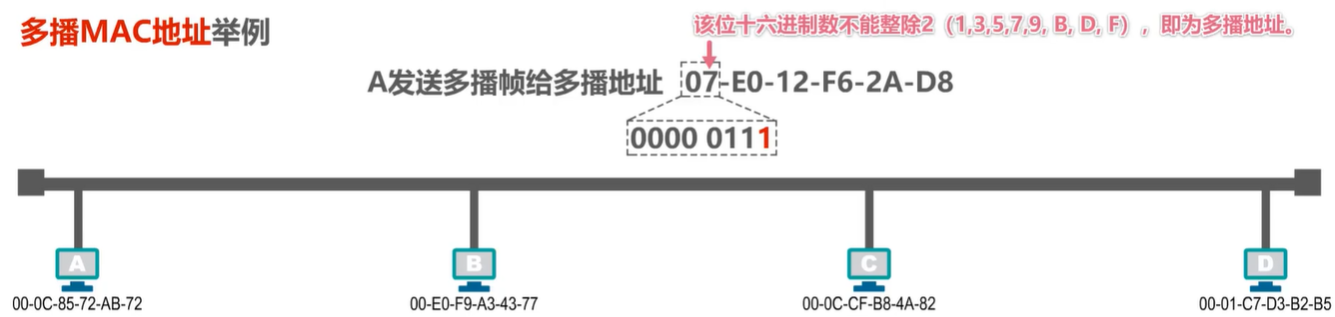 多播MAC地址举例
该位十六进制数不能整除2（1,3,5,7,9, B, D, F），即为多播地址。
A发送多播帧给多播地址 07-E0-12-F6-2A-D8
0000 0111
A
B
C
D
00-0C-85-72-AB-72
00-E0-F9-A3-43-77
00-0C-CF-B8-4A-82
00-01-C7-D3-B2-B5